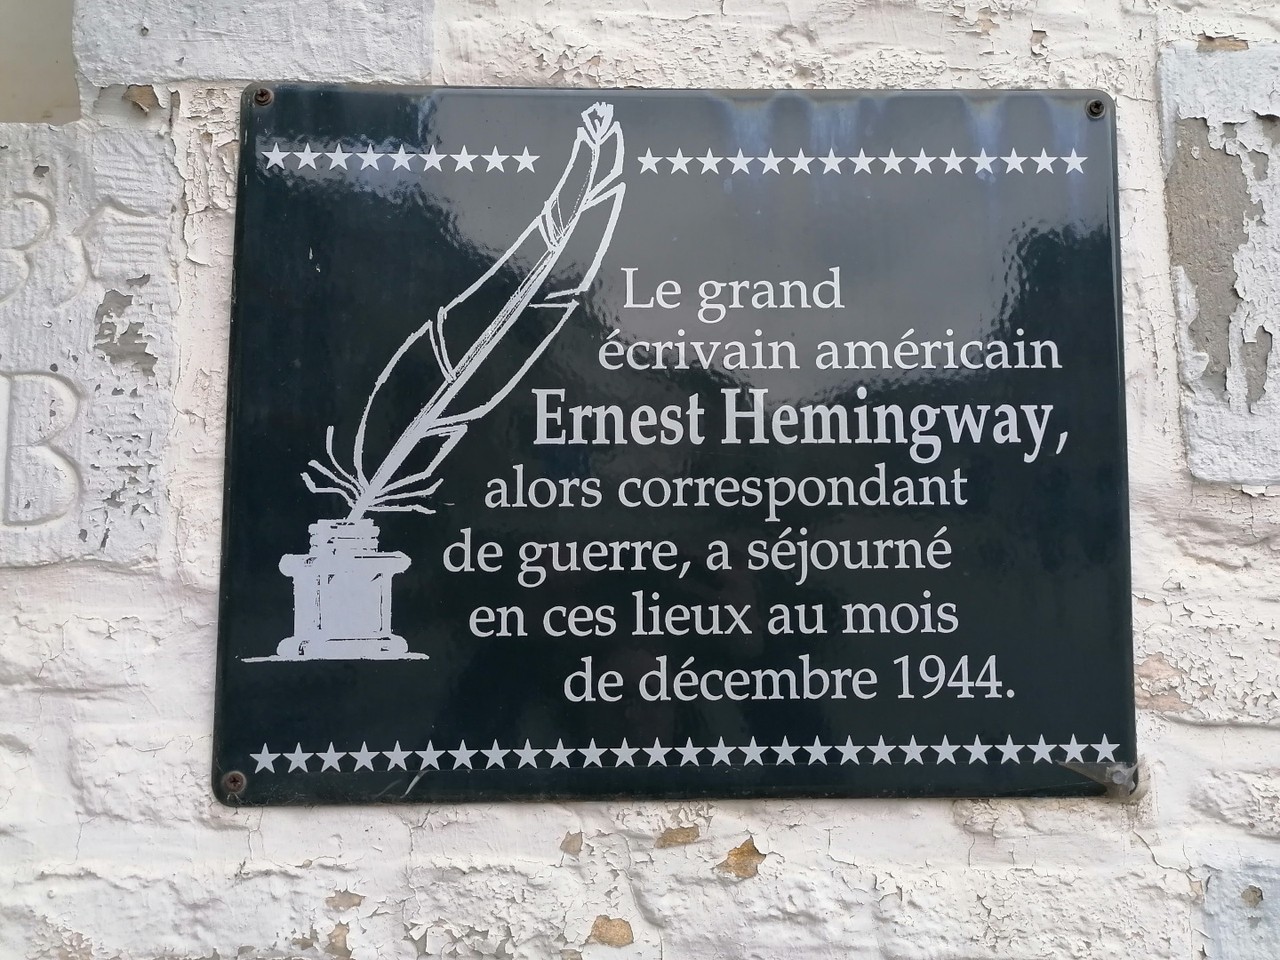 Le grand
écrivain américain
Ernest Hemingway,
alors correspondant
de guerre, a séjourné
en ces lieux au mois
de décembre 1944.
B